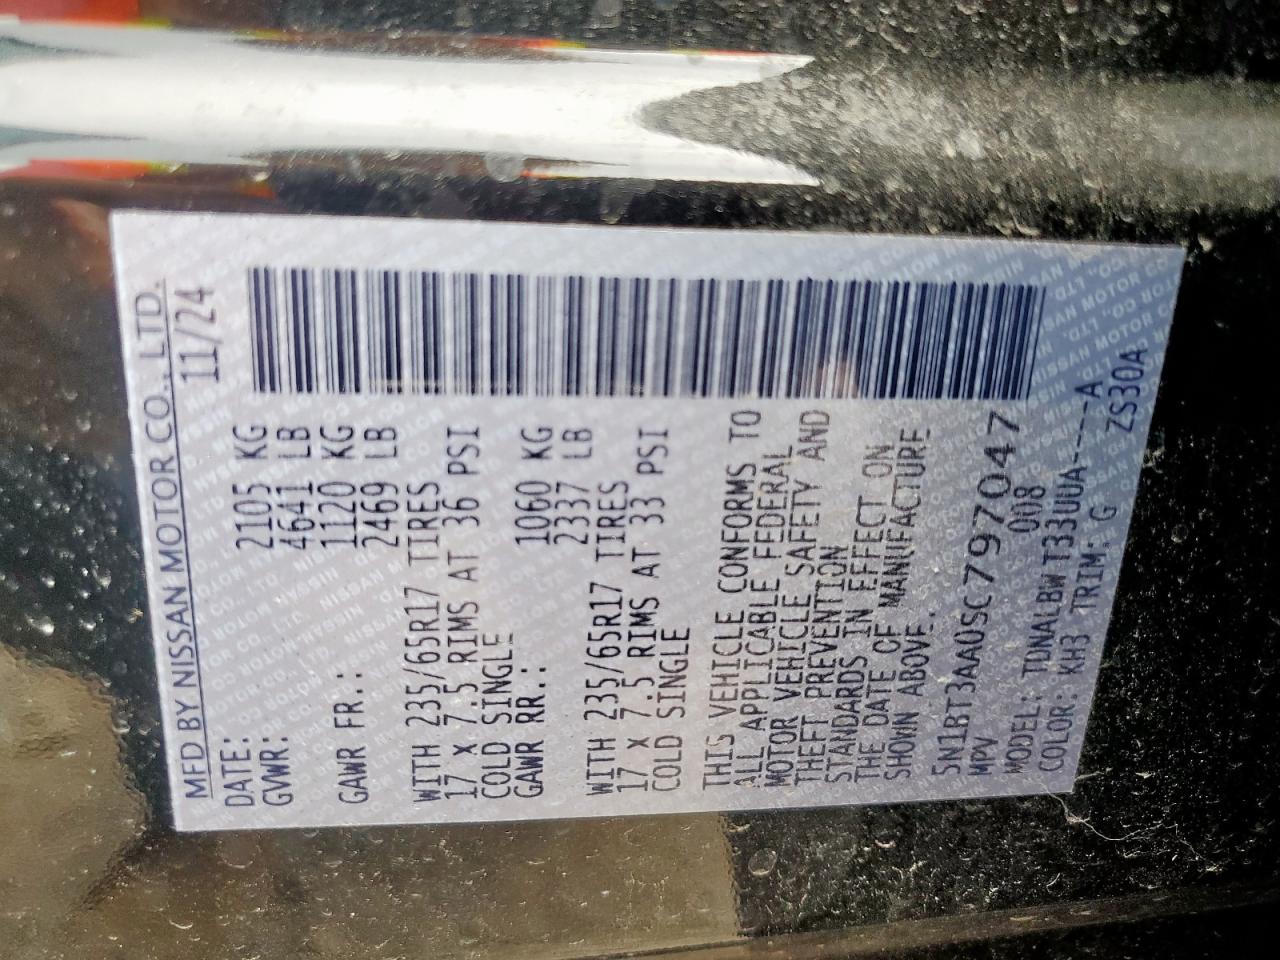 MFD BY NISSAN MOTOR CO., LTD.
DATE: 11/24
GVWR: 2105 KG
4641 LB
GAWR FR.: 1120 KG
2469 LB
WITH 235/65R17 TIRES
17 X 7.5 RIMS AT 36 PSI
COLD SINGLE
GAWR RR.: 1060 KG
2337 LB
WITH 235/65R17 TIRES
17 X 7.5 RIMS AT 33 PSI
COLD SINGLE
THIS VEHICLE CONFORMS TO
ALL APPLICABLE FEDERAL
MOTOR VEHICLE SAFETY AND
THEFT PREVENTION
STANDARDS IN EFFECT ON
THE DATE OF MANUFACTURE
SHOWN ABOVE.
5N1BT3AA0SC797047
MPV 008
MODEL: TDNALBW T33UUA----A
COLOR: KH3 TRIM: G ZS30A